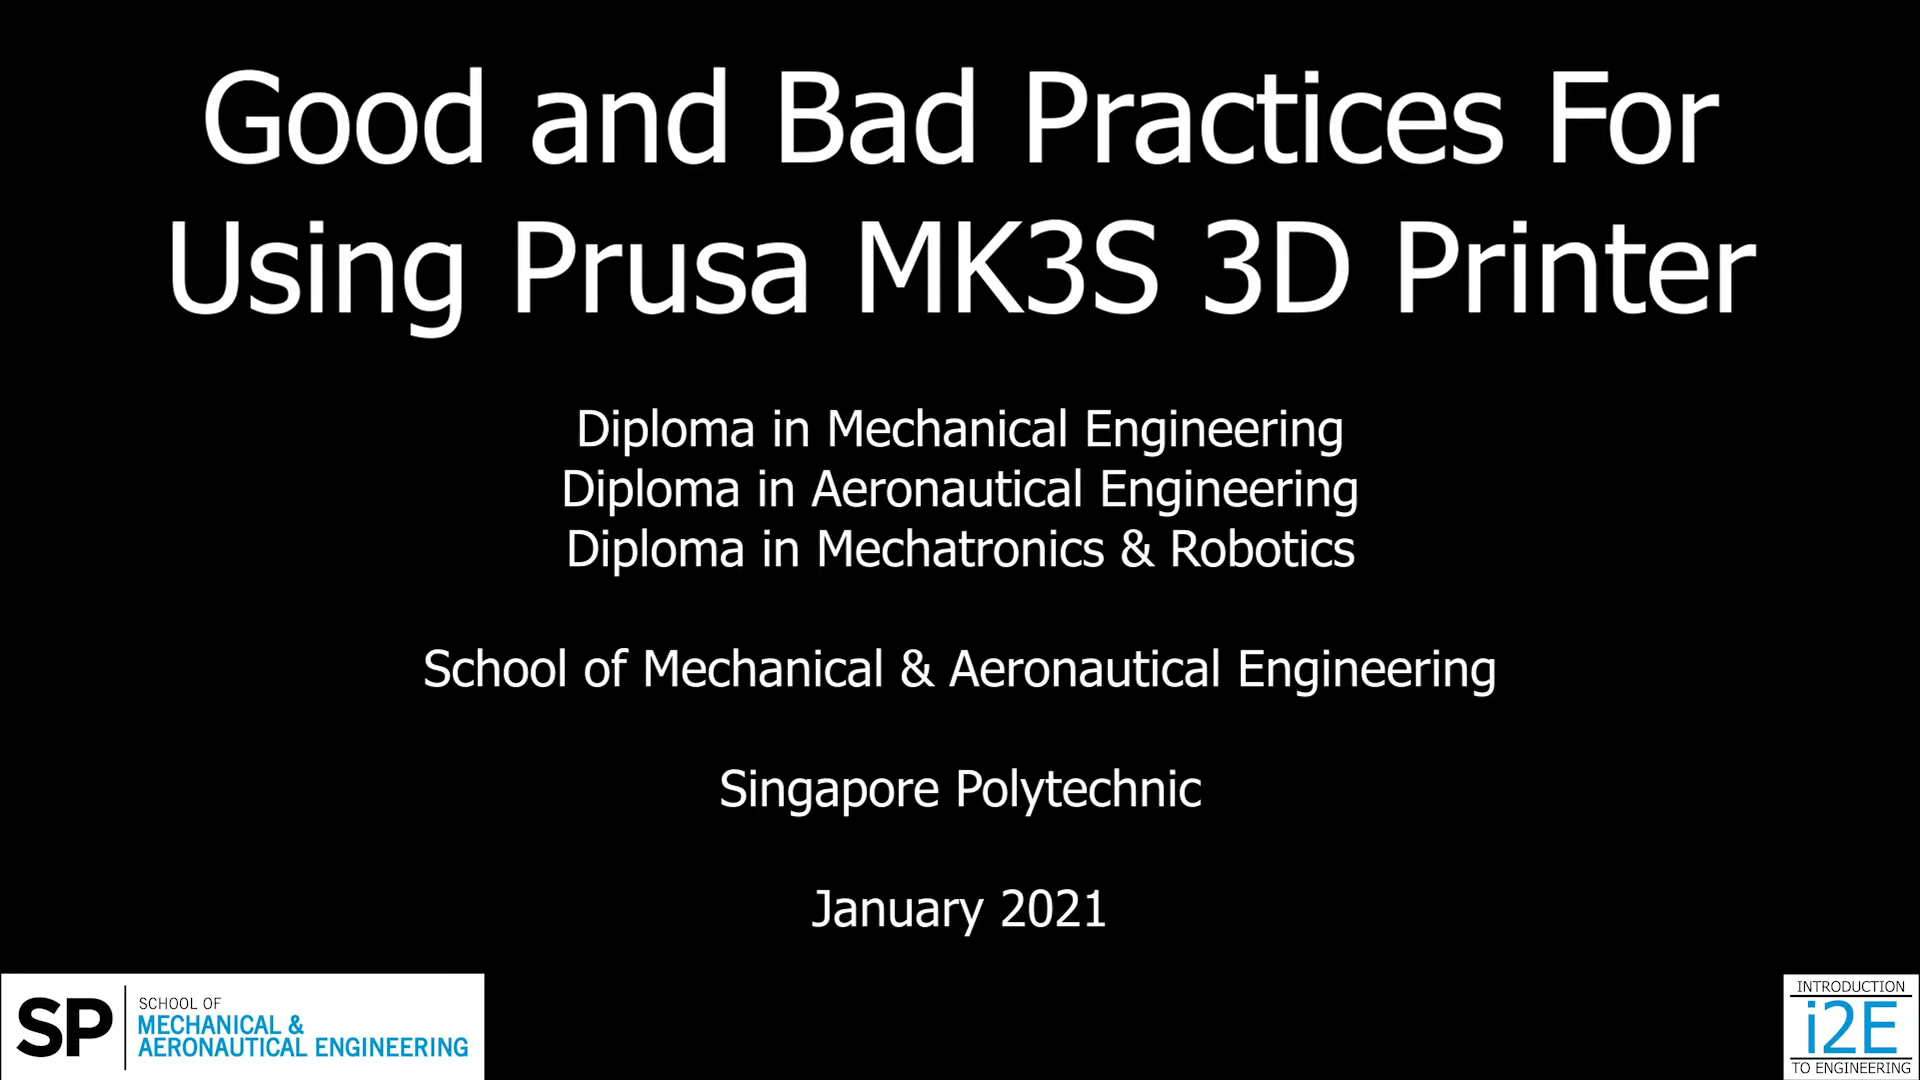 Good and Bad Practices For
Using Prusa MK3S 3D Printer
Diploma in Mechanical Engineering
Diploma in Aeronautical Engineering
Diploma in Mechatronics & Robotics
School of Mechanical & Aeronautical Engineering
Singapore Polytechnic
January 2021
SP
SCHOOL OF
MECHANICAL &
AERONAUTICAL ENGINEERING
INTRODUCTION
i2E
TO ENGINEERING